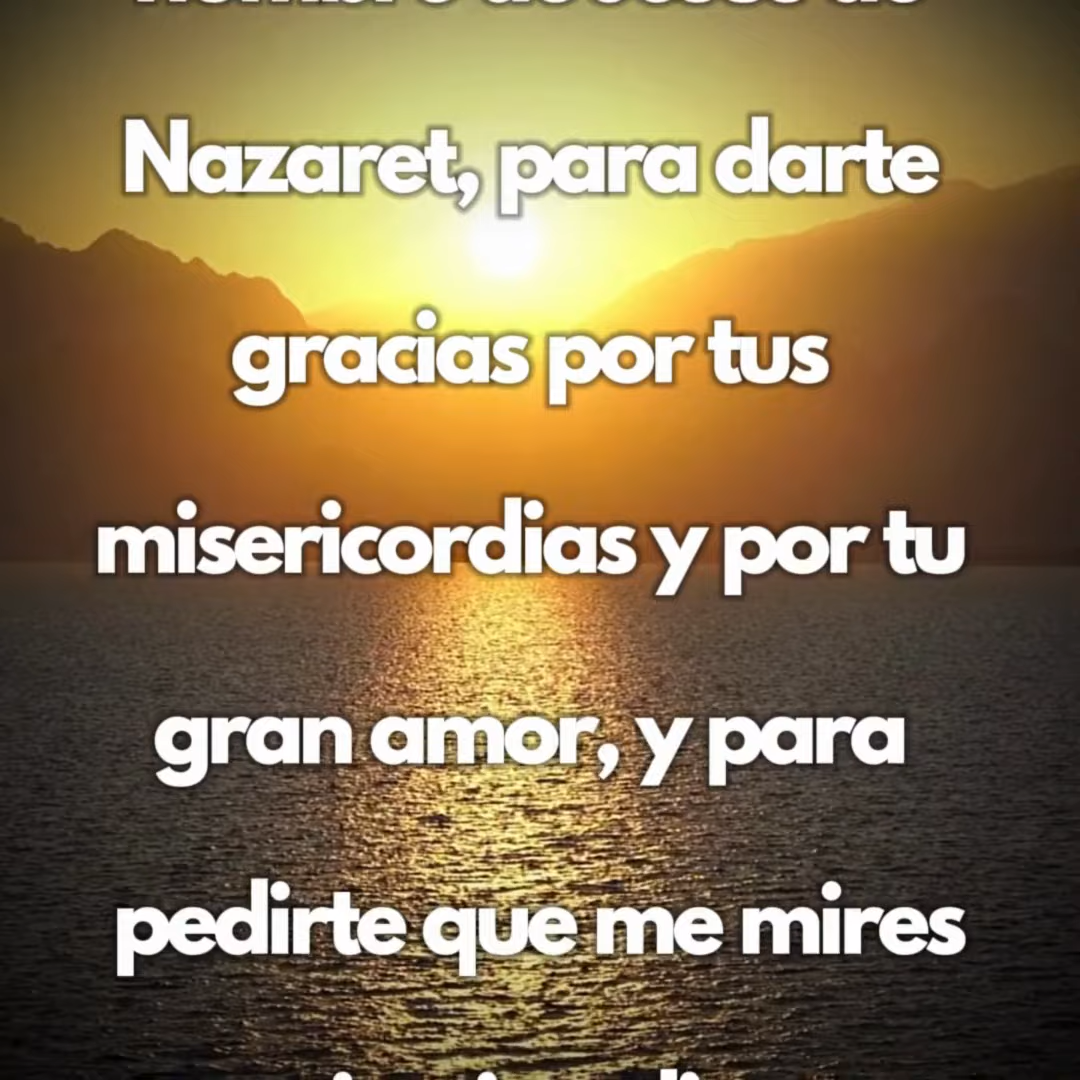 Nazaret, para darte
gracias por tus
misericordias y por tu
gran amor, y para
pedirte que me mires